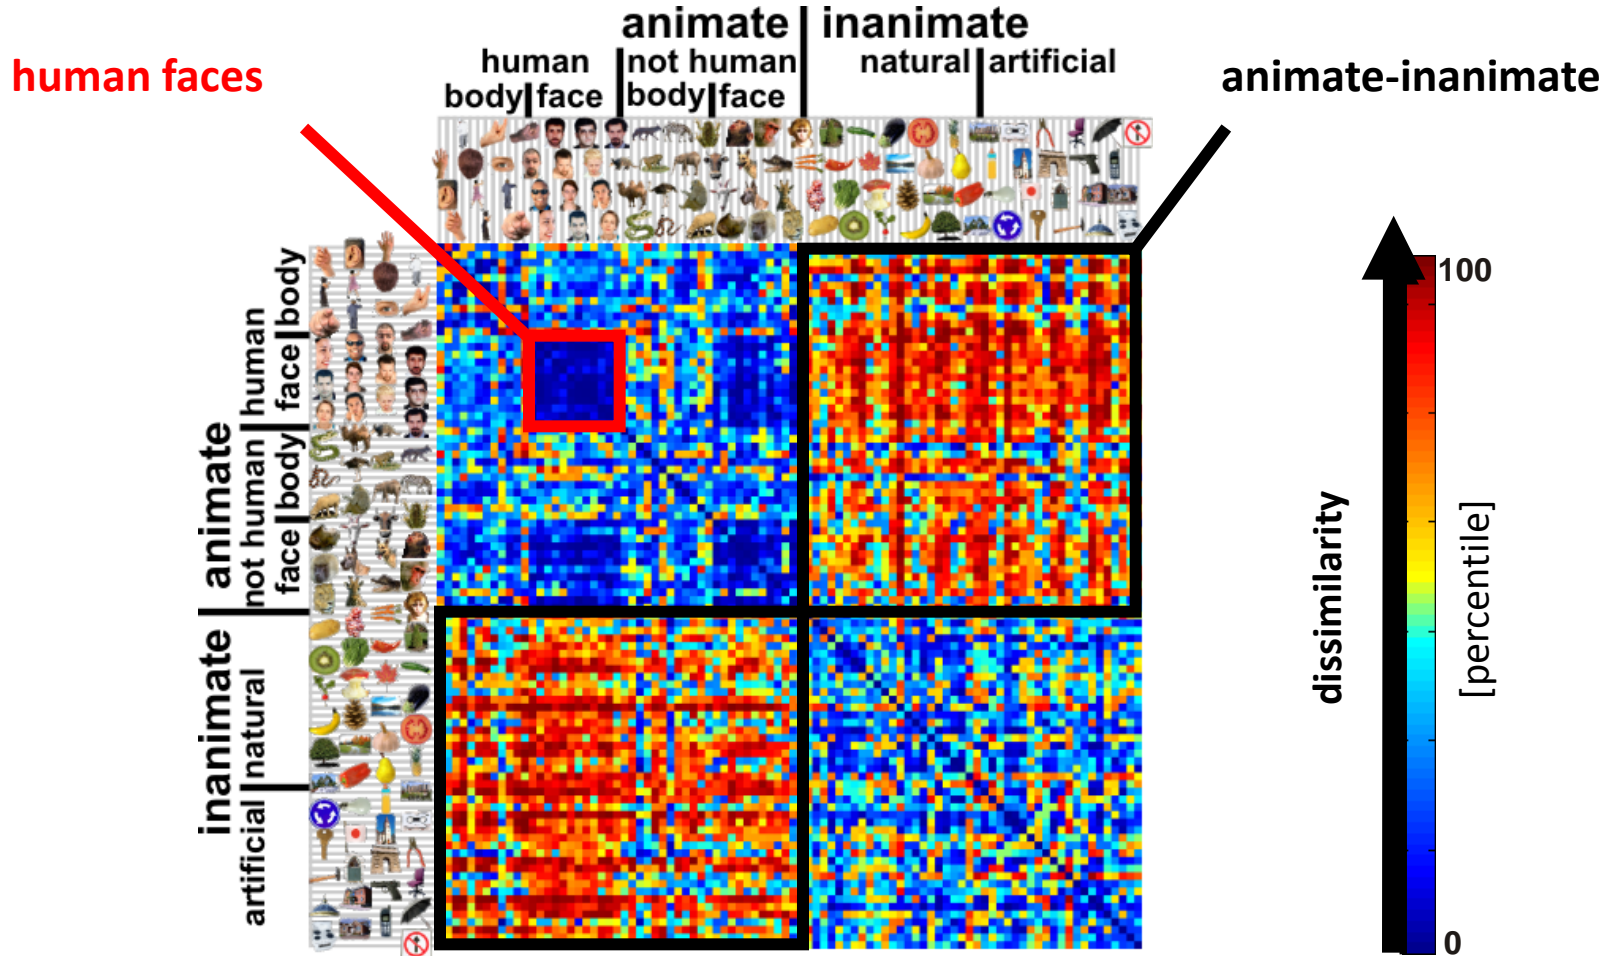 animate inanimate
human faces
human not human natural artificial
animate-inanimate
body face body face
100
body
face
human
body
face
not human
animate
natural
artificial
inanimate
dissimilarity
[percentile]
0